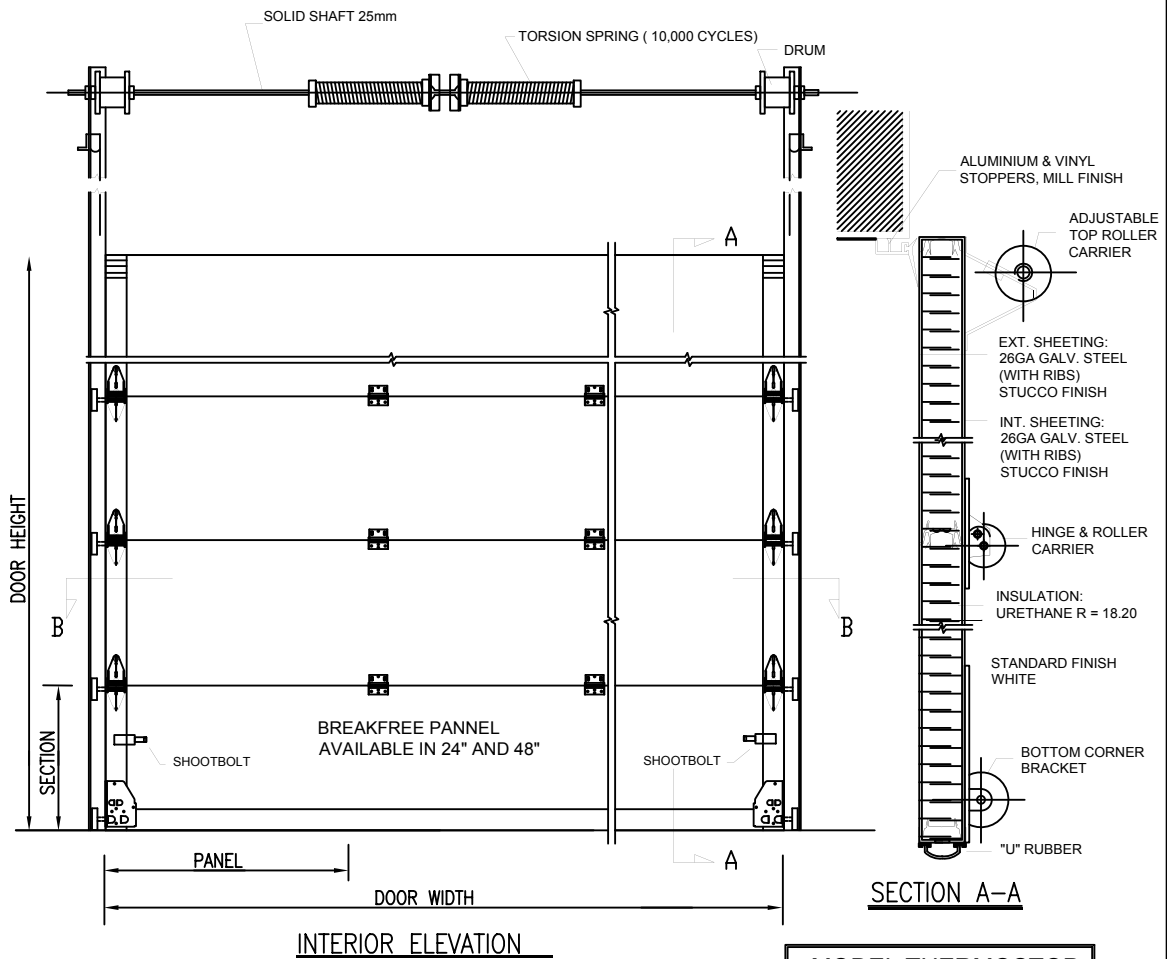 SOLID SHAFT 25mm
TORSION SPRING ( 10,000 CYCLES)
DRUM
ALUMINIUM & VINYL
STOPPERS, MILL FINISH
A
ADJUSTABLE
TOP ROLLER
CARRIER
EXT. SHEETING:
26GA GALV. STEEL
(WITH RIBS)
STUCCO FINISH
INT. SHEETING:
26GA GALV. STEEL
(WITH RIBS)
STUCCO FINISH
DOOR HEIGHT
HINGE & ROLLER
CARRIER
INSULATION:
URETHANE R = 18.20
B
B
STANDARD FINISH
WHITE
SECTION
BREAKFREE PANNEL
AVAILABLE IN 24" AND 48"
SHOOTBOLT
SHOOTBOLT
BOTTOM CORNER
BRACKET
"U" RUBBER
A
PANEL
DOOR WIDTH
SECTION A-A
INTERIOR ELEVATION
MODEL THERMOSTOP